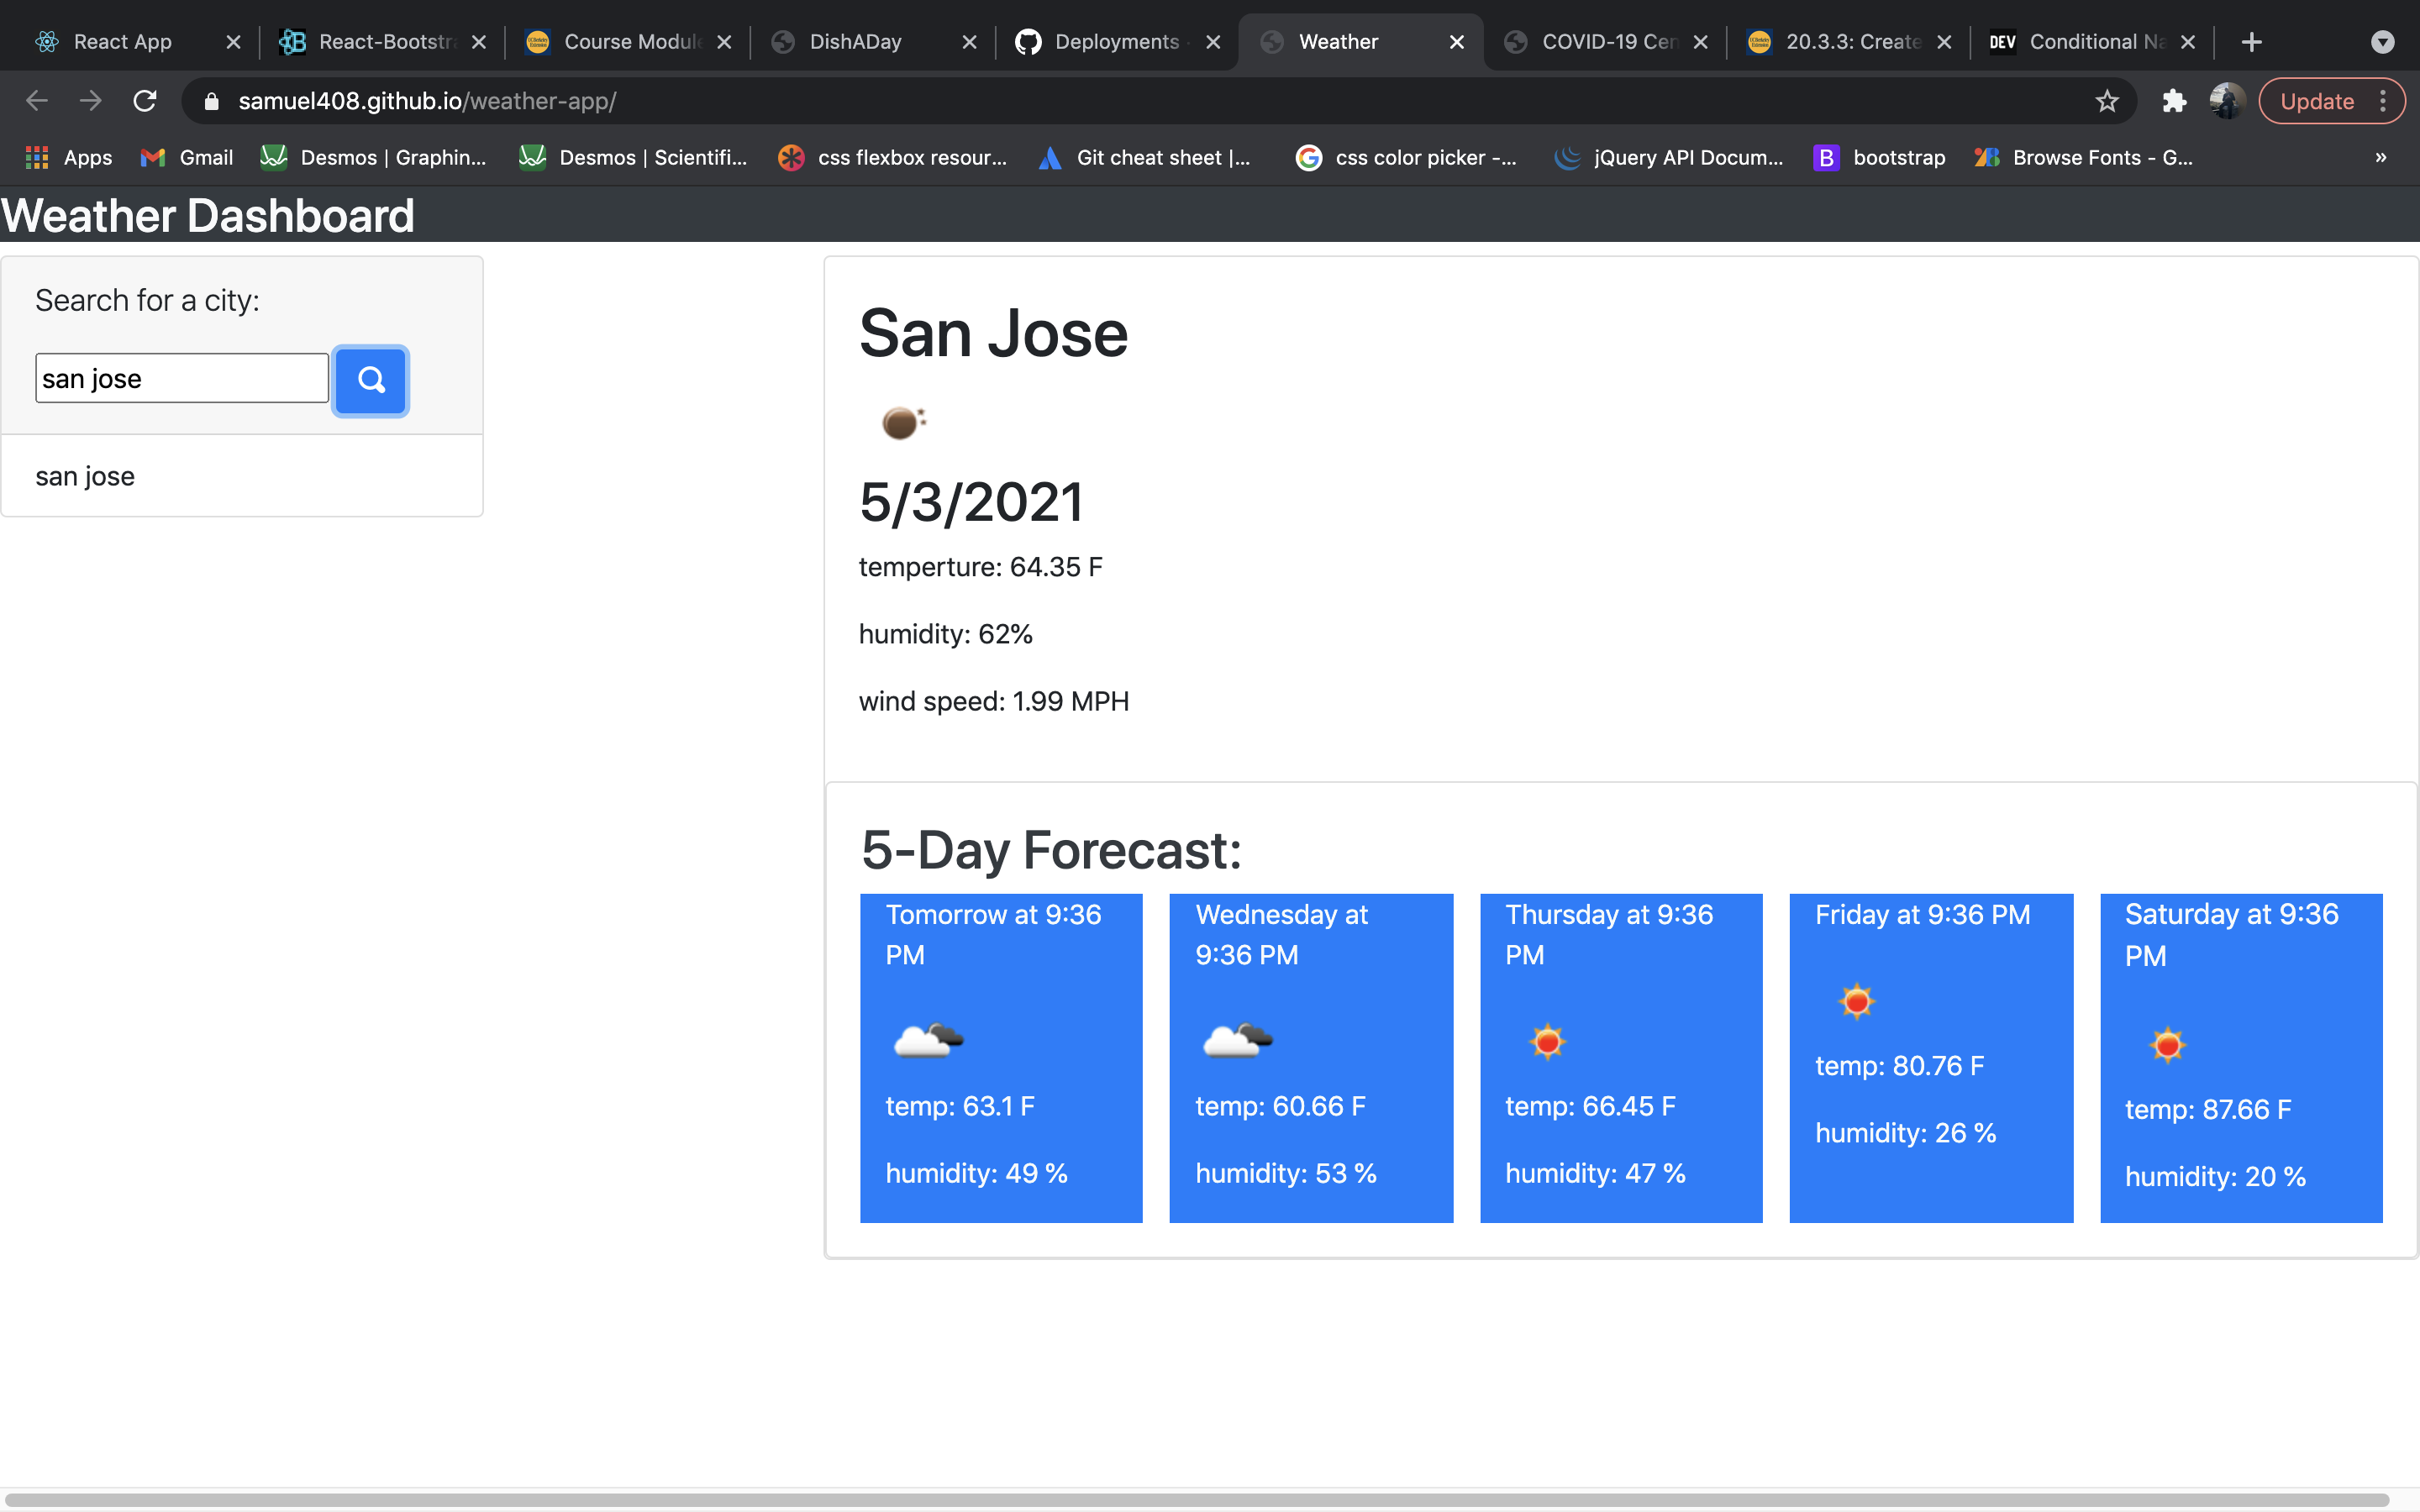 React App
React-Bootstr
Course Module
DishADay
Deployments ·
Weather
COVID-19 Cen
20.3.3: Create
DEV Conditional Na
samuel408.github.io/weather-app/
Update
Apps
Gmail
Desmos | Graphin...
Desmos | Scientifi...
css flexbox resour...
Git cheat sheet |...
css color picker -...
jQuery API Docum...
B bootstrap
Browse Fonts - G...
»
Weather Dashboard
Search for a city:
san jose
san jose
San Jose
5/3/2021
temperture: 64.35 F
humidity: 62%
wind speed: 1.99 MPH
5-Day Forecast:
Tomorrow at 9:36
PM
temp: 63.1 F
humidity: 49 %
Wednesday at
9:36 PM
temp: 60.66 F
humidity: 53 %
Thursday at 9:36
PM
temp: 66.45 F
humidity: 47 %
Friday at 9:36 PM
temp: 80.76 F
humidity: 26 %
Saturday at 9:36
PM
temp: 87.66 F
humidity: 20 %